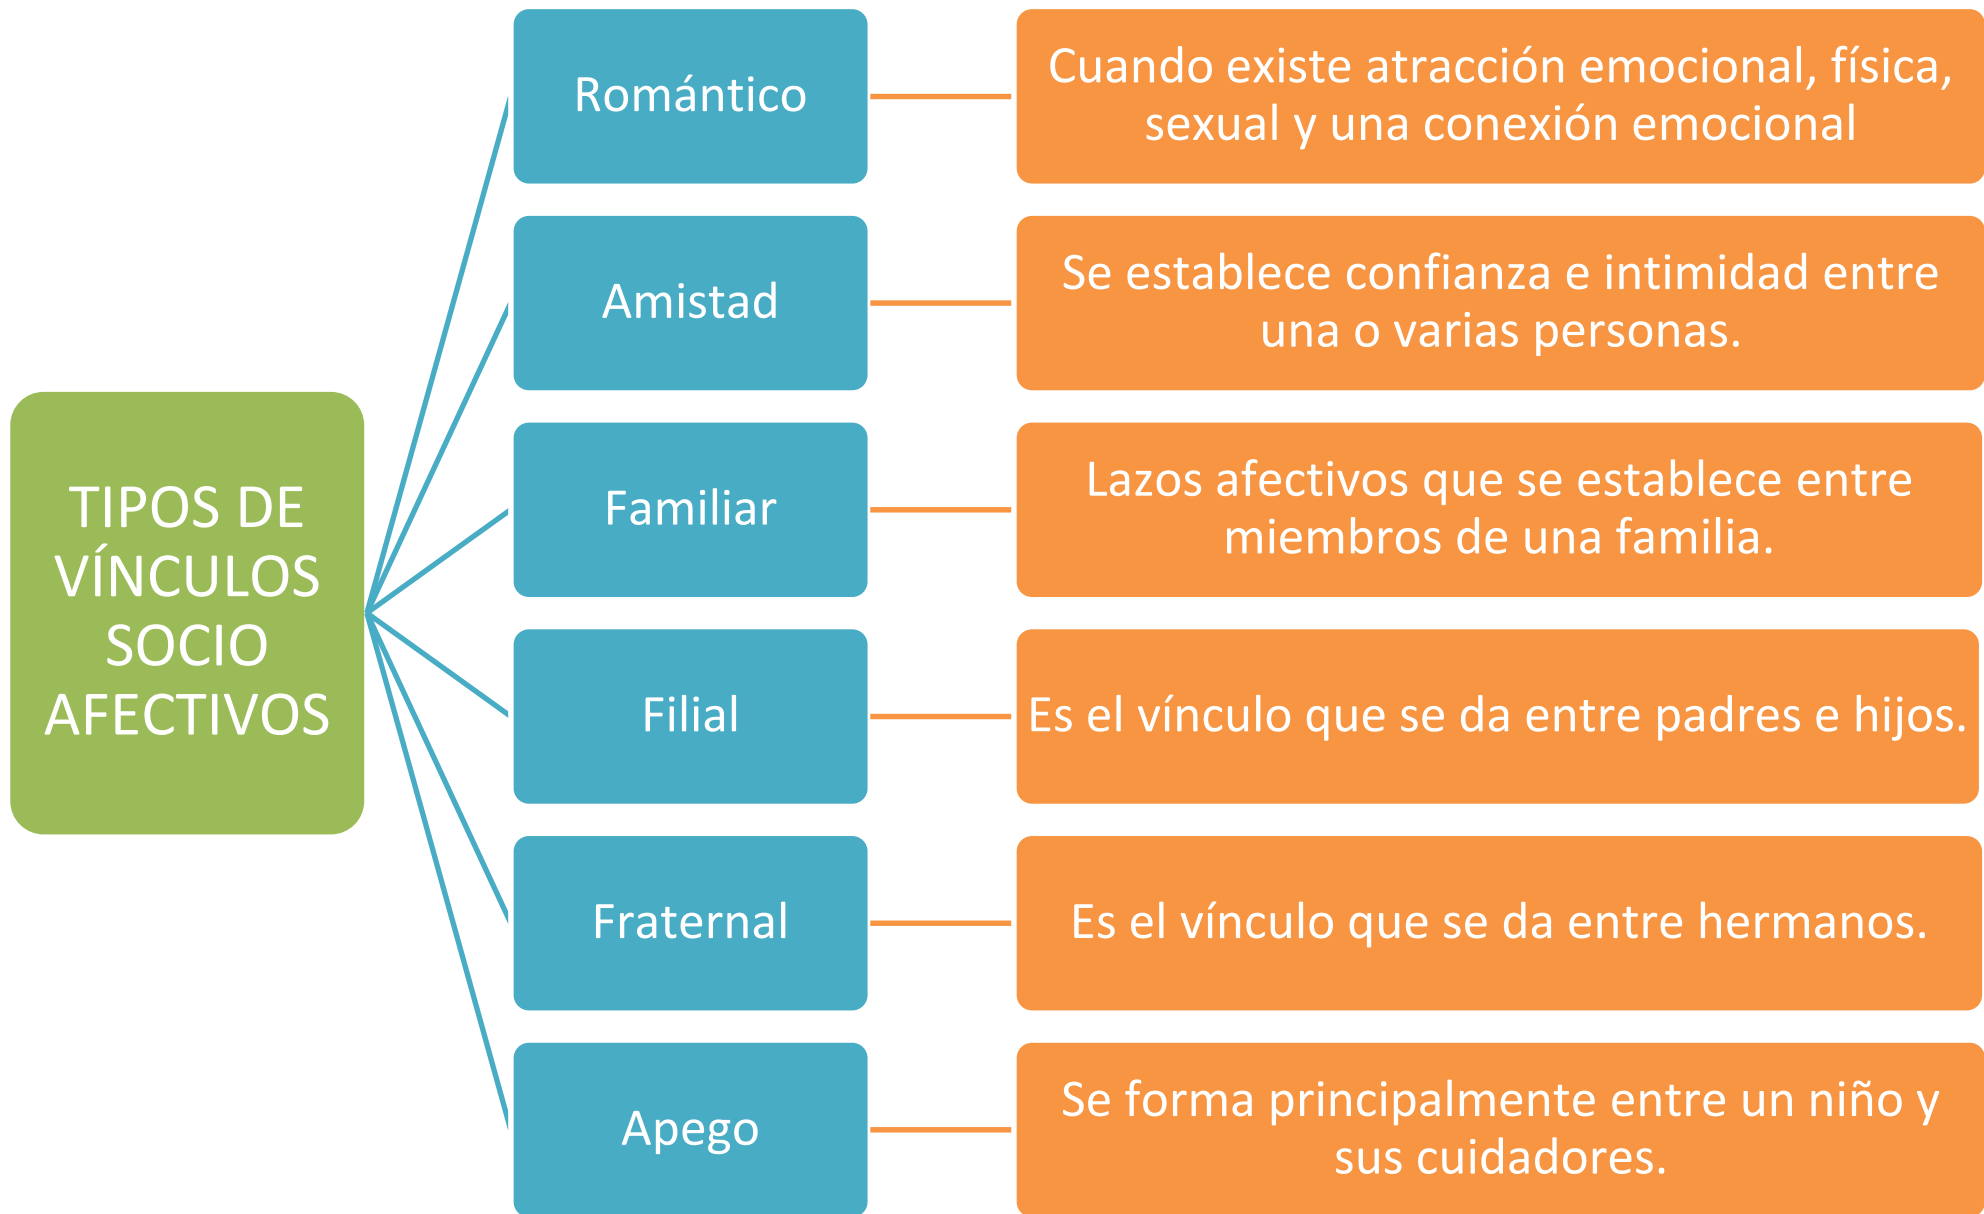 TIPOS DE
VÍNCULOS
SOCIO
AFECTIVOS
Romántico
Cuando existe atracción emocional, física,
sexual y una conexión emocional
Amistad
Se establece confianza e intimidad entre
una o varias personas.
Familiar
Lazos afectivos que se establece entre
miembros de una familia.
Filial
Es el vínculo que se da entre padres e hijos.
Fraternal
Es el vínculo que se da entre hermanos.
Apego
Se forma principalmente entre un niño y
sus cuidadores.